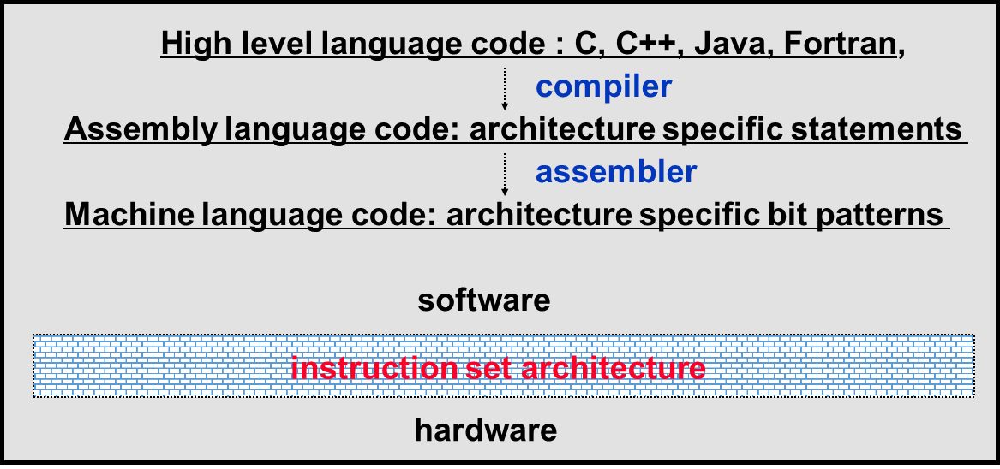 High level language code : C, C++, Java, Fortran,
compiler
Assembly language code: architecture specific statements
assembler
Machine language code: architecture specific bit patterns
software
instruction set architecture
hardware